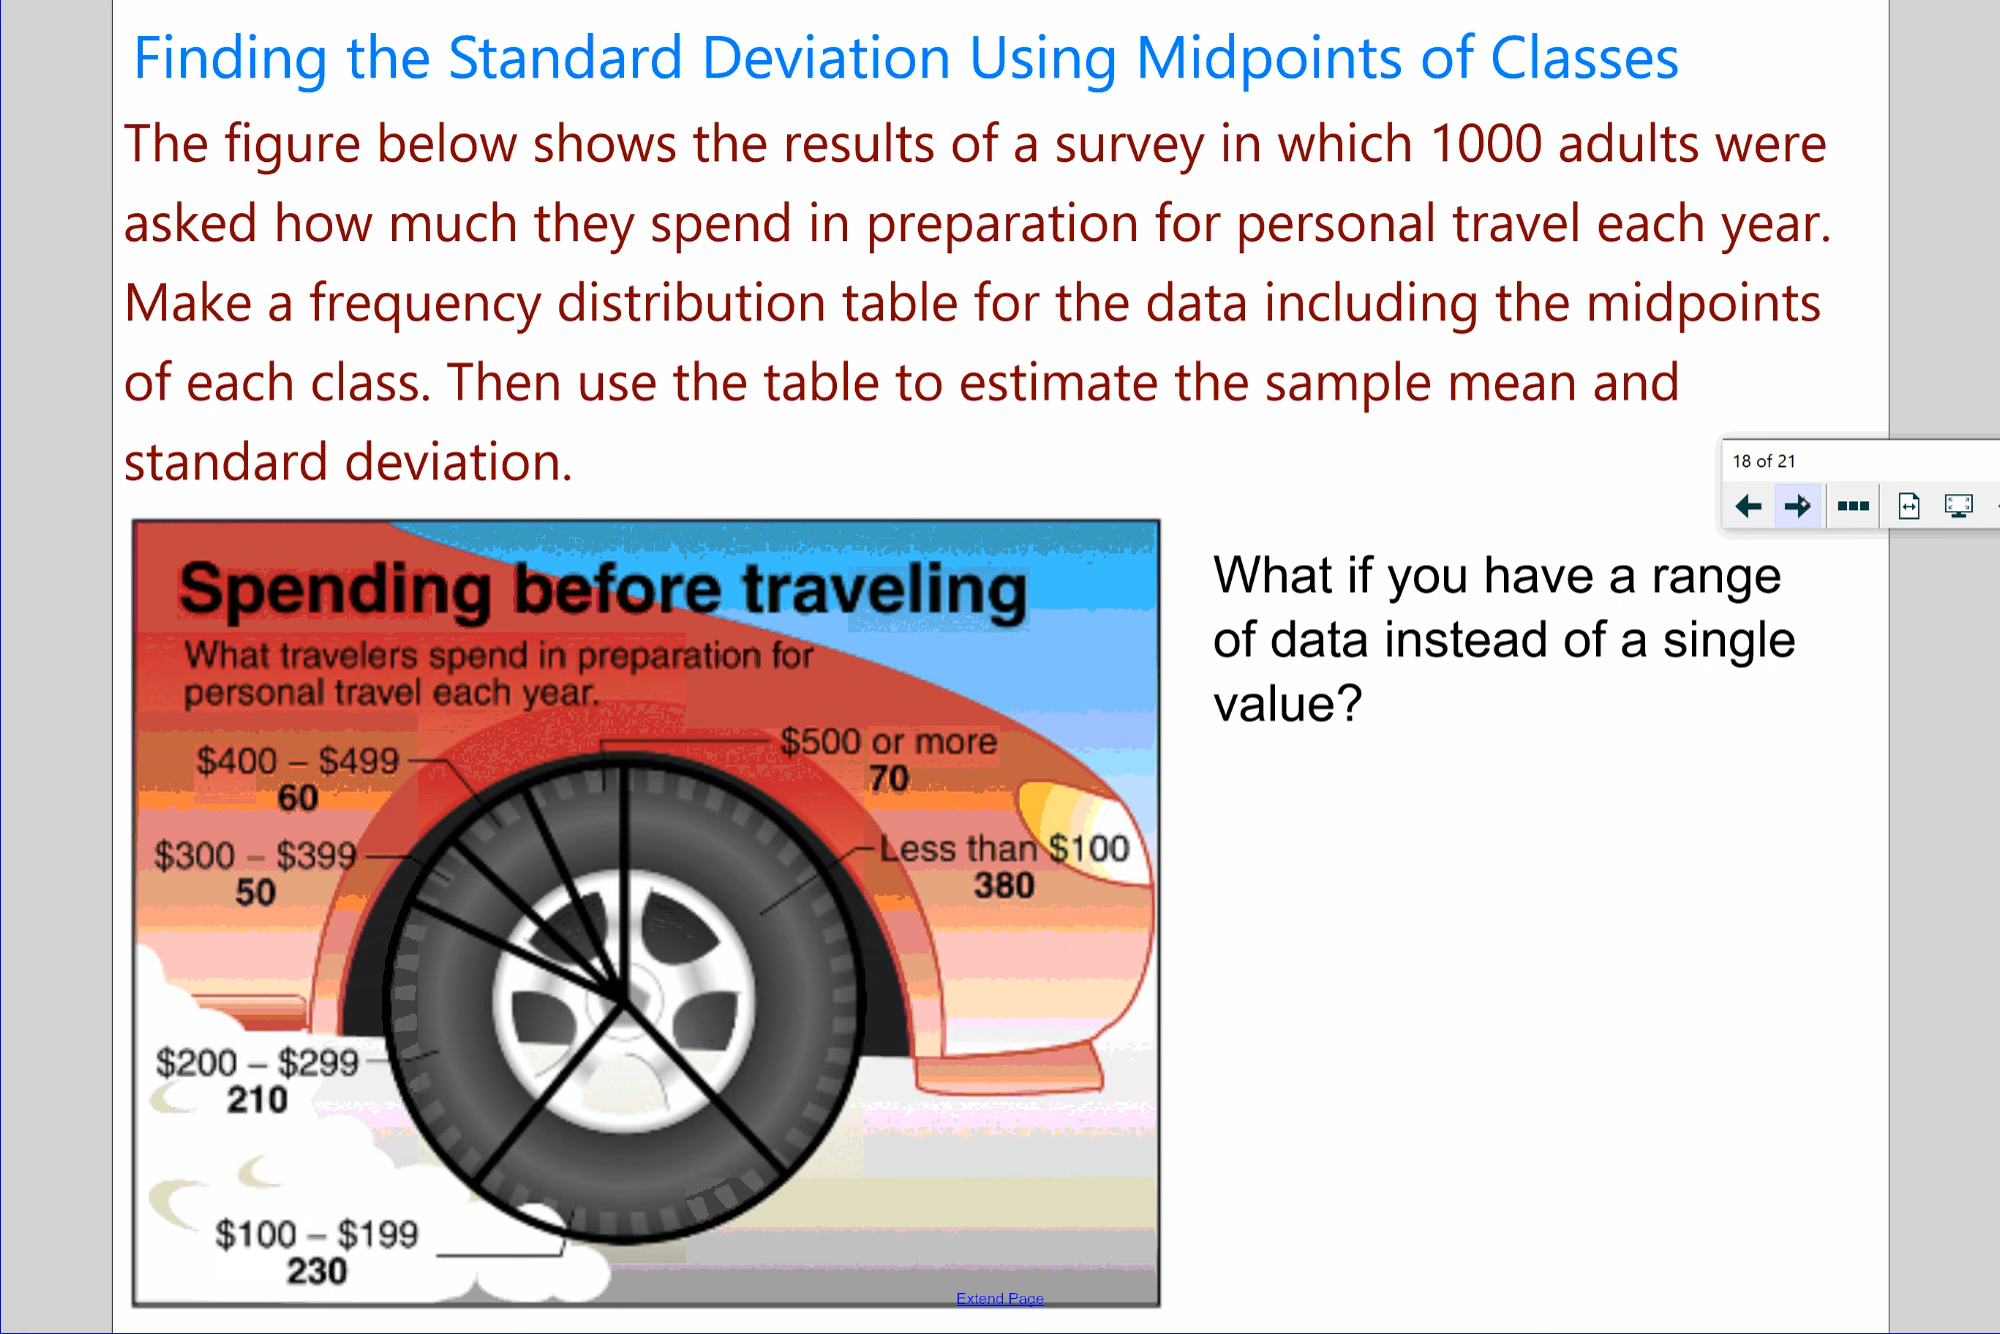 Finding the Standard Deviation Using Midpoints of Classes
The figure below shows the results of a survey in which 1000 adults were
asked how much they spend in preparation for personal travel each year.
Make a frequency distribution table for the data including the midpoints
of each class. Then use the table to estimate the sample mean and
standard deviation.
18 of 21
What if you have a range
of data instead of a single
value?
Spending before traveling
What travelers spend in preparation for
personal travel each year.
$500 or more
70
$400 – $499
60
Less than $100
380
$300 – $399
50
$200 – $299
210
$100 – $199
230
Extend Page